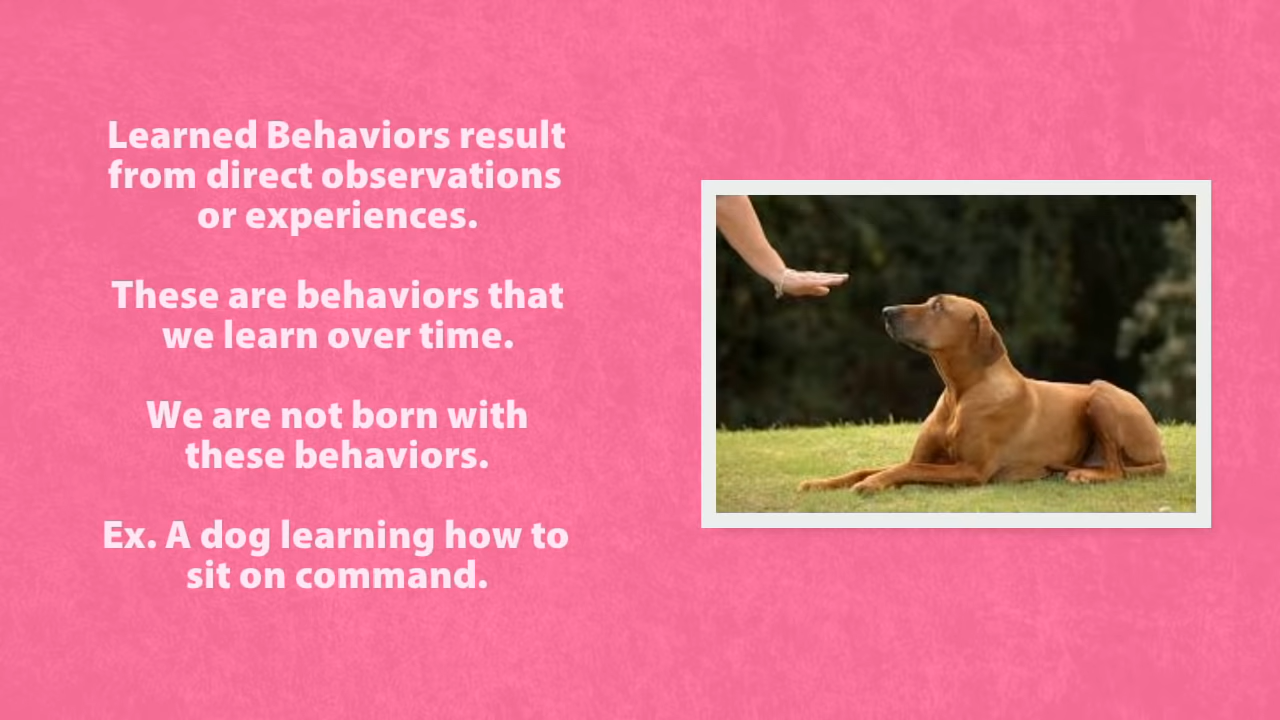 Learned Behaviors result
from direct observations
or experiences.
These are behaviors that
we learn over time.
We are not born with
these behaviors.
Ex. A dog learning how to
sit on command.